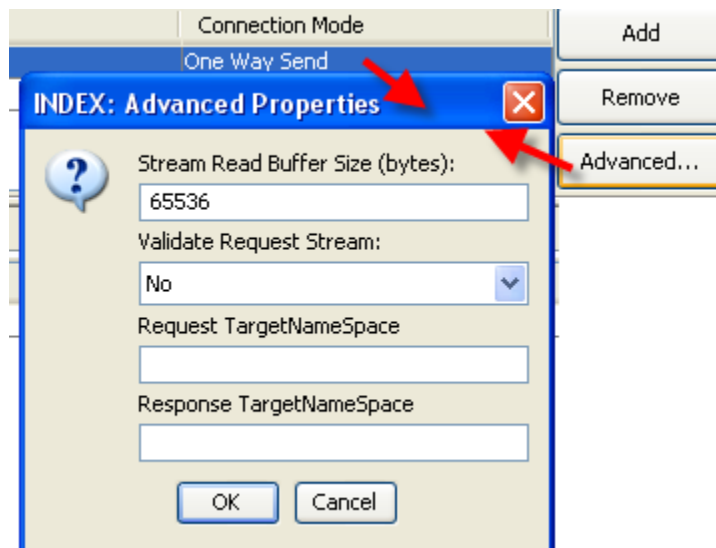 Connection Mode
Add
One Way Send
INDEX: Advanced Properties
Remove
Stream Read Buffer Size (bytes):
Advanced...
65536
Validate Request Stream:
No
Request TargetNameSpace
Response TargetNameSpace
OK
Cancel